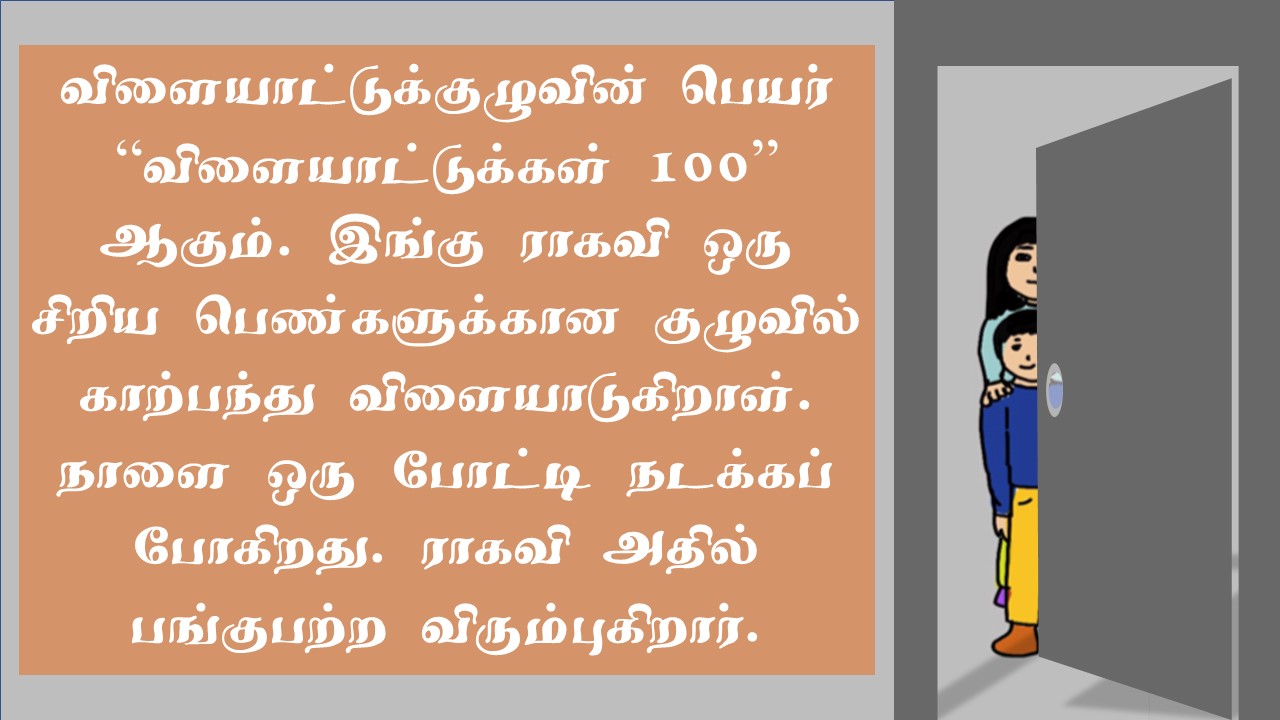 விளையாட்டுக்குழுவின் பெயர்
“விளையாட்டுக்கள் 100”
ஆகும். இங்கு ராகவி ஒரு
சிறிய பெண்களுக்கான குழுவில்
காற்பந்து விளையாடுகிறாள்.
நாளை ஒரு போட்டி நடக்கப்
போகிறது. ராகவி அதில்
பங்குபற்ற விரும்புகிறார்.